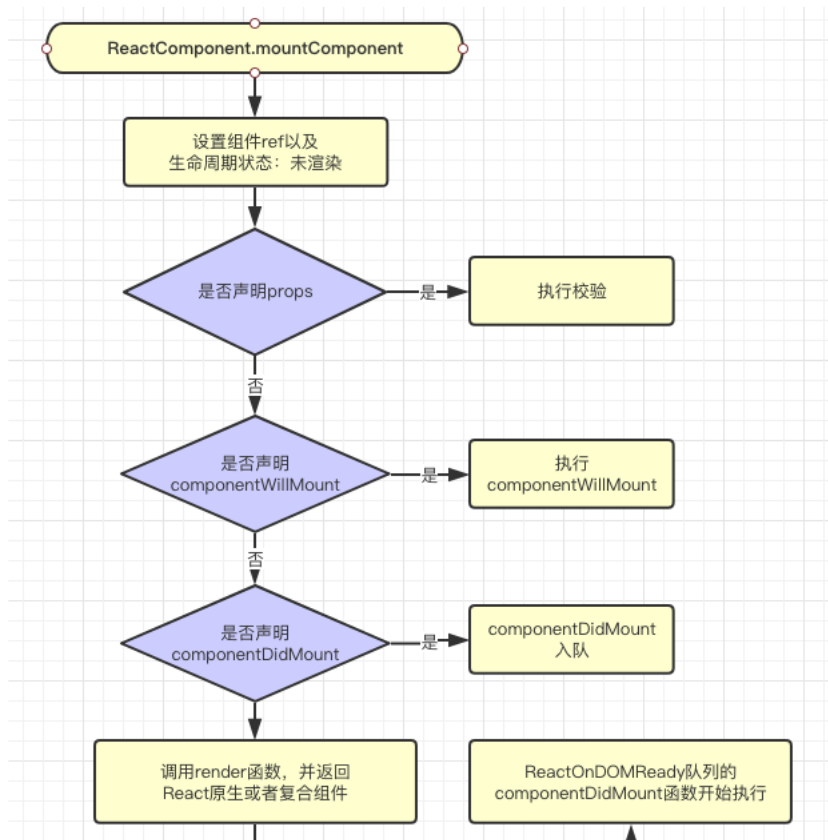 ReactComponent.mountComponent
设置组件ref以及
生命周期状态：未渲染
是否声明props
是
执行校验
否
是否声明
componentWillMount
是
执行
componentWillMount
否
是否声明
componentDidMount
是
componentDidMount
入队
调用render函数，并返回
React原生或者复合组件
ReactOnDOMReady队列的
componentDidMount函数开始执行